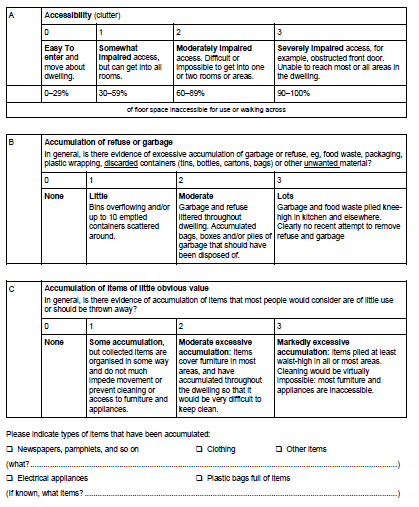 A
Accessibility (clutter)
0
1
2
3
Easy To
enter and
move about
dwelling.
Somewhat
impaired access,
but can get into all
rooms.
Moderately impaired
access. Difficult or
impossible to get into one
or two rooms or areas.
Severely impaired access, for
example, obstructed front door.
Unable to reach most or all areas in
the dwelling.
0–29%
30–59%
60–89%
90–100%
of floor space inaccessible for use or walking across
B
Accumulation of refuse or garbage
In general, is there evidence of excessive accumulation of garbage or refuse, eg, food waste, packaging,
plastic wrapping, discarded containers (tins, bottles, cartons, bags) or other unwanted material?
0
1
2
3
None
Little
Bins overflowing and/or
up to 10 emptied
containers scattered
around.
Moderate
Garbage and refuse
littered throughout
dwelling. Accumulated
bags, boxes and/or piles of
garbage that should have
been disposed of.
Lots
Garbage and food waste piled knee-
high in kitchen and elsewhere.
Clearly no recent attempt to remove
refuse and garbage
C
Accumulation of items of little obvious value
In general, is there evidence of accumulation of items that most people would consider are of little use
or should be thrown away?
0
1
2
3
None
Some accumulation,
but collected items are
organised in some way
and do not much
impede movement or
prevent cleaning or
access to furniture and
appliances.
Moderate excessive
accumulation: items
cover furniture in most
areas, and have
accumulated throughout
the dwelling so that it
would be very difficult to
keep clean.
Markedly excessive
accumulation: items piled at least
waist-high in all or most areas.
Cleaning would be virtually
impossible: most furniture and
appliances are inaccessible.
Please indicate types of items that have been accumulated:
❑ Newspapers, pamphlets, and so on ❑ Clothing ❑ Other items
(what?..........)
❑ Electrical appliances ❑ Plastic bags full of items
(if known, what items?..........)